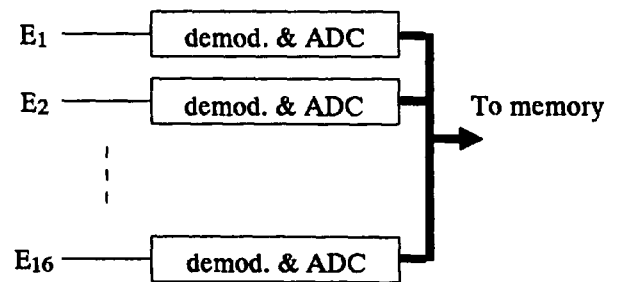 E1 demod. & ADC
E2 demod. & ADC
To memory
E16 demod. & ADC